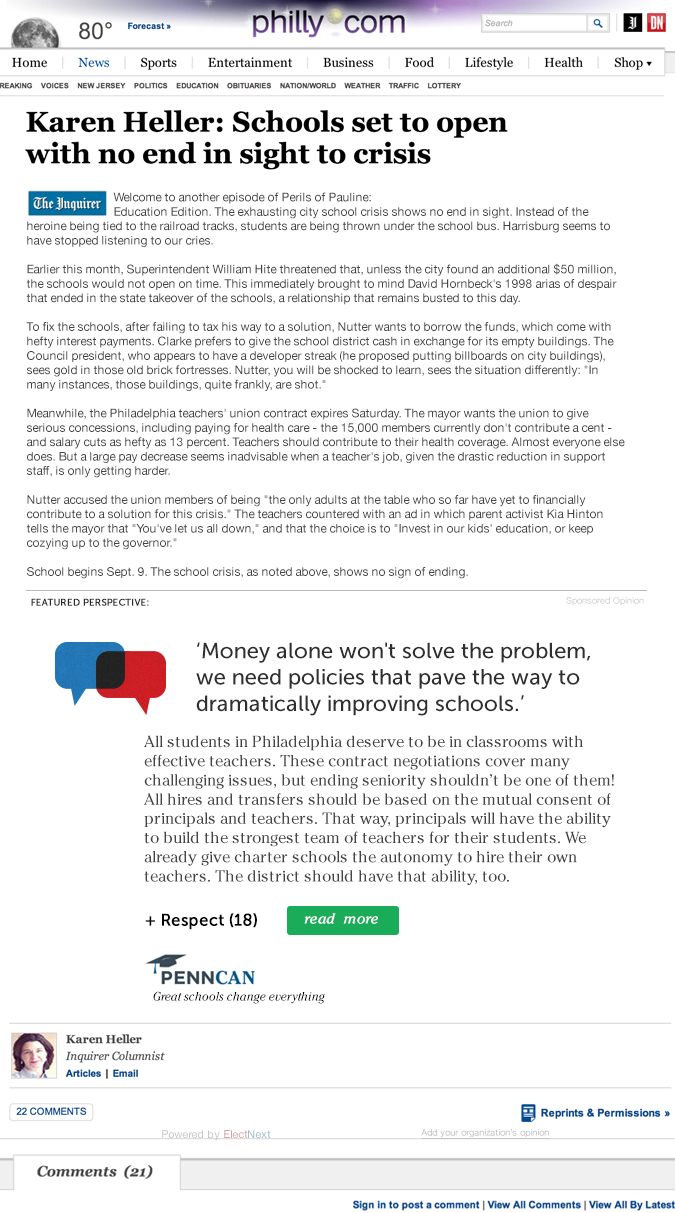 80°
Forecast »
philly.com
Search
DN
Home
News
Sports
Entertainment
Business
Food
Lifestyle
Health
Shop
REAKING
VOICES
NEW JERSEY
POLITICS
EDUCATION
OBITUARIES
NATION/WORLD
WEATHER
TRAFFIC
LOTTERY
Karen Heller: Schools set to open
with no end in sight to crisis
The Inquirer
Welcome to another episode of Perils of Pauline:
Education Edition. The exhausting city school crisis shows no end in sight. Instead of the
heroine being tied to the railroad tracks, students are being thrown under the school bus. Harrisburg seems to
have stopped listening to our cries.
Earlier this month, Superintendent William Hite threatened that, unless the city found an additional $50 million,
the schools would not open on time. This immediately brought to mind David Hornbeck's 1998 arias of despair
that ended in the state takeover of the schools, a relationship that remains busted to this day.
To fix the schools, after failing to tax his way to a solution, Nutter wants to borrow the funds, which come with
hefty interest payments. Clarke prefers to give the school district cash in exchange for its empty buildings. The
Council president, who appears to have a developer streak (he proposed putting billboards on city buildings),
sees gold in those old brick fortresses. Nutter, you will be shocked to learn, sees the situation differently: "In
many instances, those buildings, quite frankly, are shot."
Meanwhile, the Philadelphia teachers' union contract expires Saturday. The mayor wants the union to give
serious concessions, including paying for health care - the 15,000 members currently don't contribute a cent -
and salary cuts as hefty as 13 percent. Teachers should contribute to their health coverage. Almost everyone else
does. But a large pay decrease seems inadvisable when a teacher's job, given the drastic reduction in support
staff, is only getting harder.
Nutter accused the union members of being "the only adults at the table who so far have yet to financially
contribute to a solution for this crisis." The teachers countered with an ad in which parent activist Kia Hinton
tells the mayor that "You've let us all down," and that the choice is to "Invest in our kids' education, or keep
cozying up to the governor."
School begins Sept. 9. The school crisis, as noted above, shows no sign of ending.
FEATURED PERSPECTIVE:
Sponsored Opinion
‘Money alone won't solve the problem,
we need policies that pave the way to
dramatically improving schools.’
All students in Philadelphia deserve to be in classrooms with
effective teachers. These contract negotiations cover many
challenging issues, but ending seniority shouldn’t be one of them!
All hires and transfers should be based on the mutual consent of
principals and teachers. That way, principals will have the ability
to build the strongest team of teachers for their students. We
already give charter schools the autonomy to hire their own
teachers. The district should have that ability, too.
+ Respect (18)
read more
PENNCAN
Great schools change everything
Karen Heller
Inquirer Columnist
Articles | Email
22 COMMENTS
Reprints & Permissions »
Powered by ElectNext
Add your organization's opinion
Comments (21)
Sign in to post a comment | View All Comments | View All By Latest